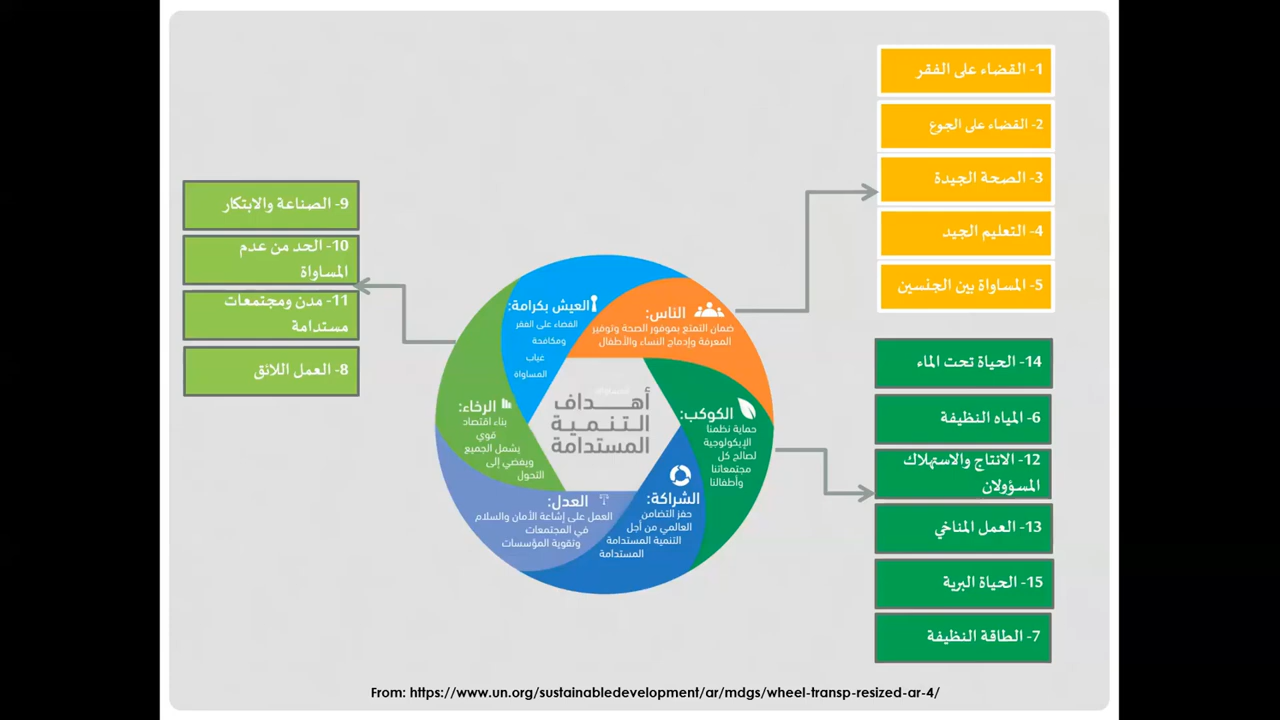 1- القضاء على الفقر
2- القضاء على الجوع
3- الصحة الجيدة
4- التعليم الجيد
5- المساواة بين الجنسين
14- الحياة تحت الماء
6- المياه النظيفة
12- الانتاج والاستهلاك
المسؤولان
13- العمل المناخي
15- الحياة البرية
7- الطاقة النظيفة
9- الصناعة والابتكار
10- الحد من عدم
المساواة
11- مدن ومجتمعات
مستدامة
8- العمل اللائق
العيش بكرامة:
القضاء على الفقر
ومكافحة
غياب
المساواة
الناس:
ضمان التمتع بموفور الصحة وتوفير
المعرفة وإدماج النساء والأطفال
الكوكب:
حماية نظمنا
الإيكولوجية
لصالح كل
مجتمعاتنا
وأطفالنا
الشراكة:
حفز التضامن
العالمي من أجل
التنمية المستدامة
المستدامة
العدل:
العمل على إشاعة الأمان والسلام
في المجتمعات
وتقوية المؤسسات
الرخاء:
بناء اقتصاد
قوي
يشمل الجميع
ويفضي إلى
التحول
أهداف
التنمية
المستدامة
From: https://www.un.org/sustainabledevelopment/ar/mdgs/wheel-transp-resized-ar-4/